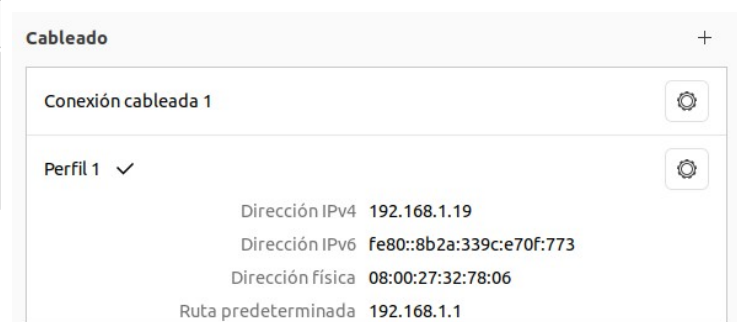 Cableado +
Conexión cableada 1
Perfil 1 ✓
Dirección IPv4 192.168.1.19
Dirección IPv6 fe80::8b2a:339c:e70f:773
Dirección física 08:00:27:32:78:06
Ruta predeterminada 192.168.1.1